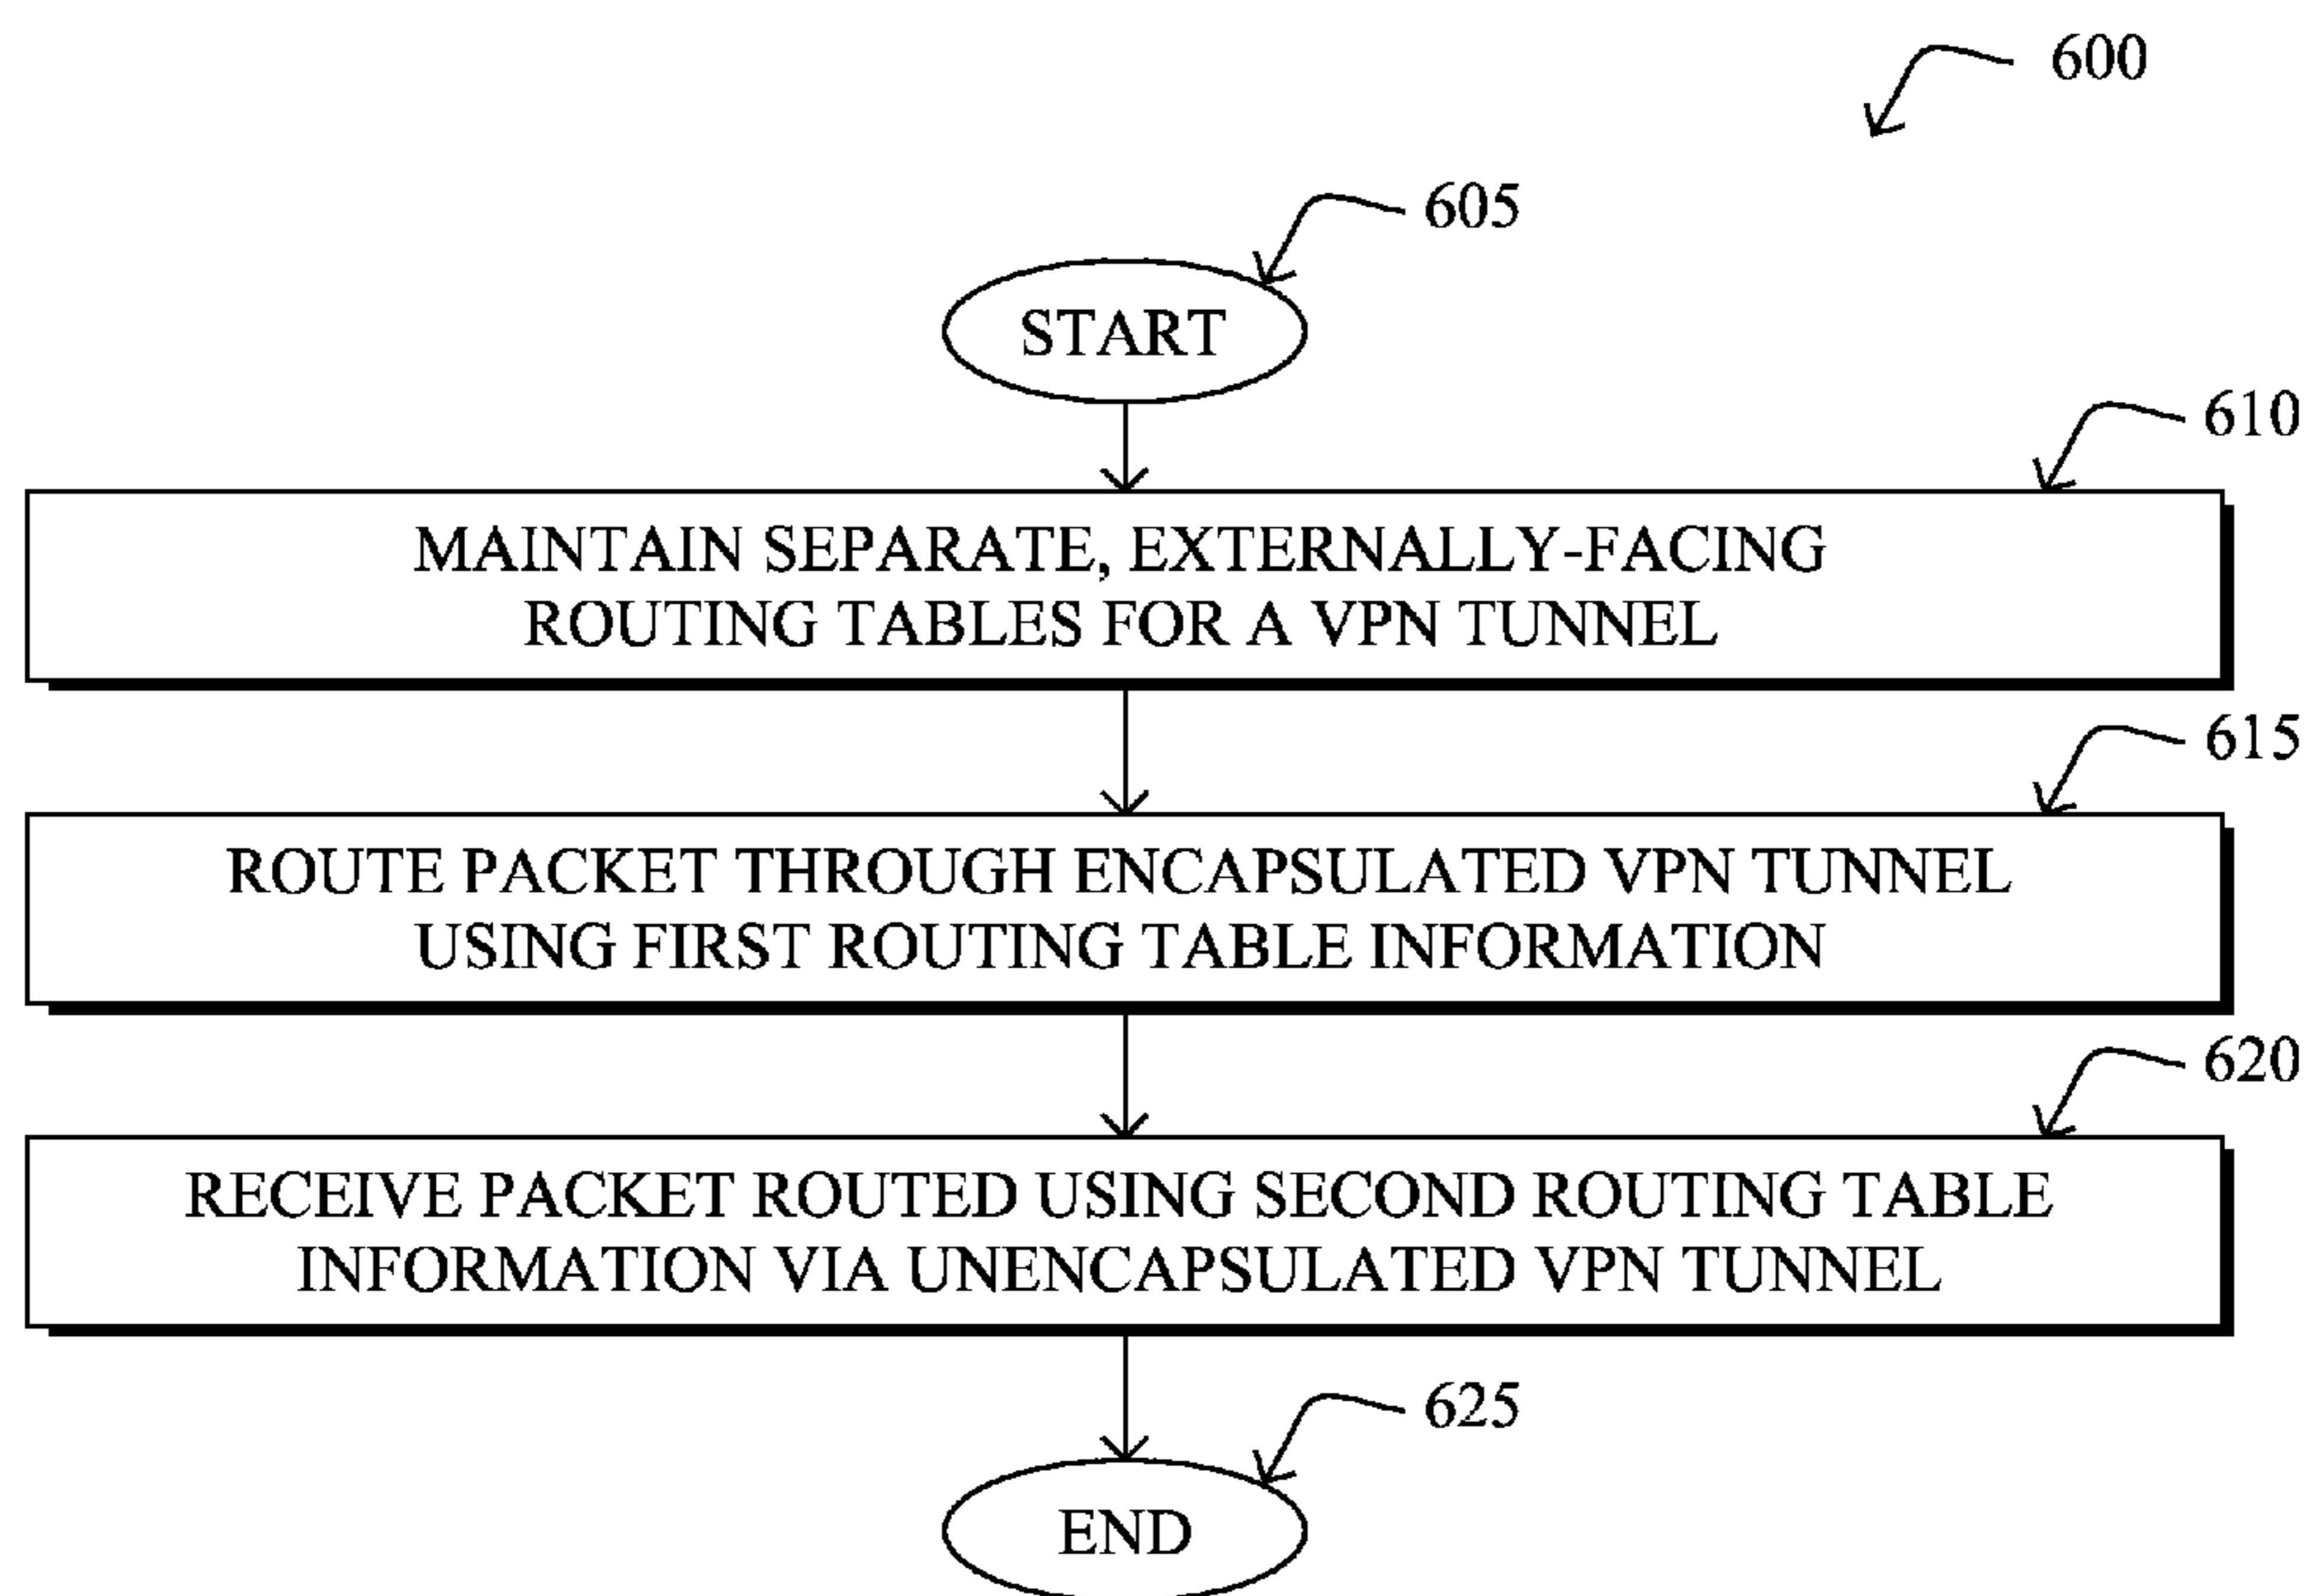 600
605
START
610
MAINTAIN SEPARATE, EXTERNALLY-FACING
ROUTING TABLES FOR A VPN TUNNEL
615
ROUTE PACKET THROUGH ENCAPSULATED VPN TUNNEL
USING FIRST ROUTING TABLE INFORMATION
620
RECEIVE PACKET ROUTED USING SECOND ROUTING TABLE
INFORMATION VIA UNENCAPSULATED VPN TUNNEL
625
END